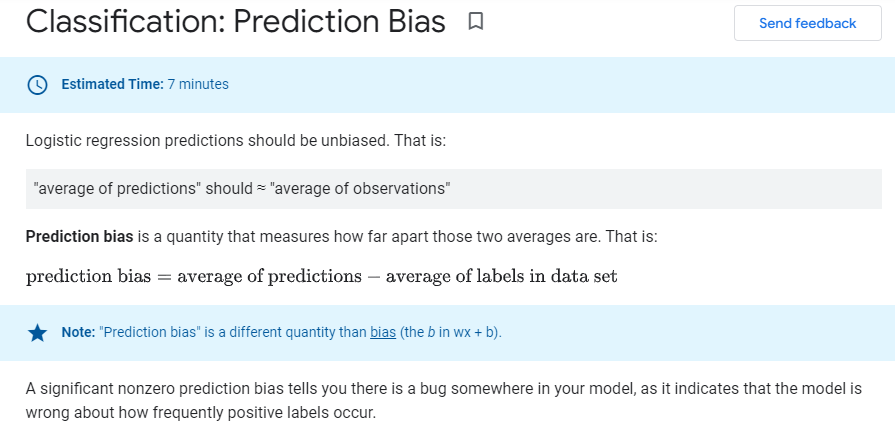 Classification: Prediction Bias
Send feedback
Estimated Time: 7 minutes
Logistic regression predictions should be unbiased. That is:
"average of predictions" should ≈ "average of observations"
Prediction bias is a quantity that measures how far apart those two averages are. That is:
prediction bias = average of predictions − average of labels in data set
Note: "Prediction bias" is a different quantity than bias (the b in wx + b).
A significant nonzero prediction bias tells you there is a bug somewhere in your model, as it indicates that the model is
wrong about how frequently positive labels occur.